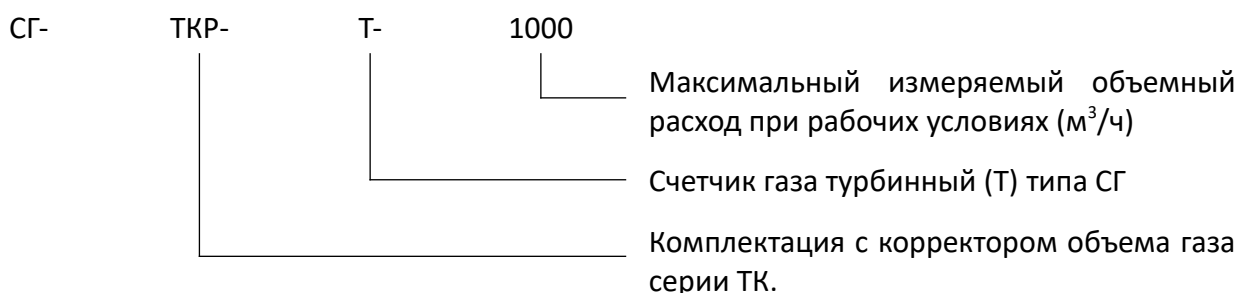 СГ- ТКР- Т- 1000
Максимальный измеряемый объемный
расход при рабочих условиях (м³/ч)
Счетчик газа турбинный (Т) типа СГ
Комплектация с корректором объема газа
серии ТК.